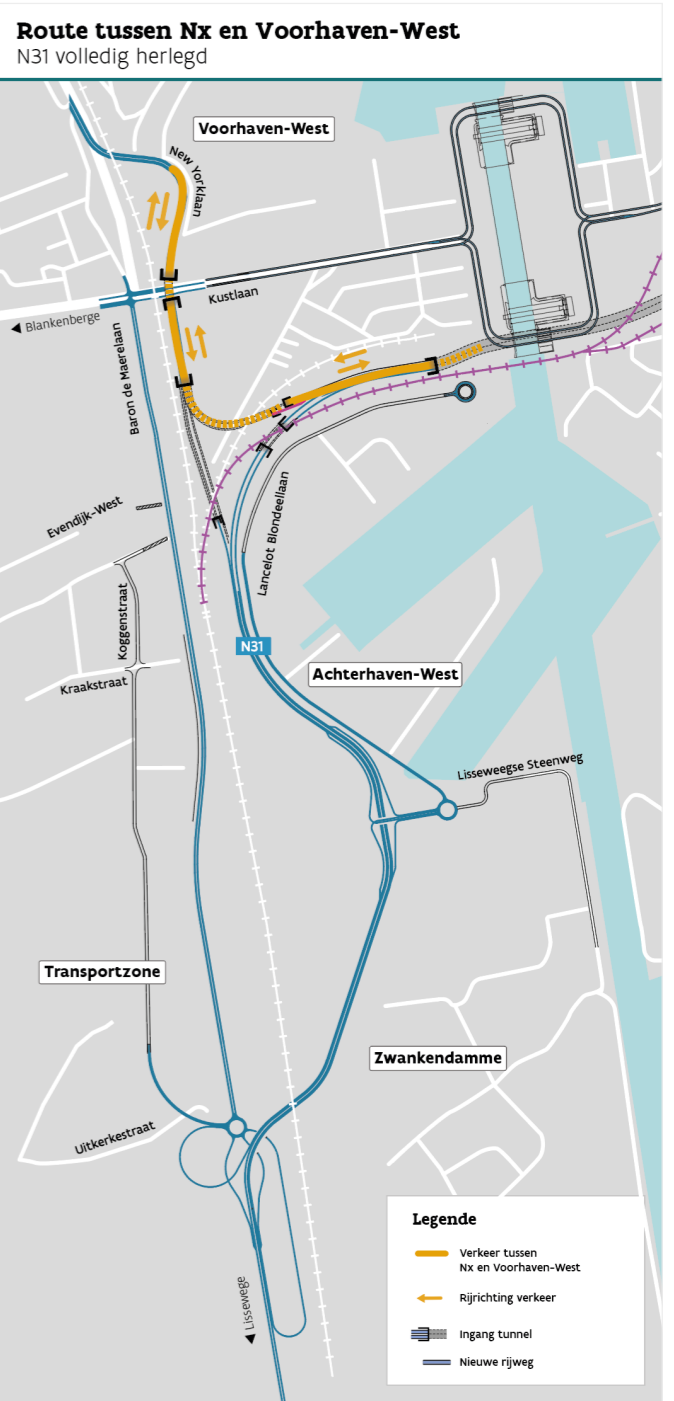 Route tussen Nx en Voorhaven-West
N31 volledig herlegd
Voorhaven-West
New Yorklaan
Kustlaan
◀ Blankenberge
Baron de Maerelaan
Evendijk-West
Lancelot Blondeellaan
Koggenstraat
N31
Achterhaven-West
Kraakstraat
Lisseweegse Steenweg
Transportzone
Zwankendamme
Uitkerkestraat
◀ Lissewege
Legende
Verkeer tussen
Nx en Voorhaven-West
Rijrichting verkeer
Ingang tunnel
Nieuwe rijweg